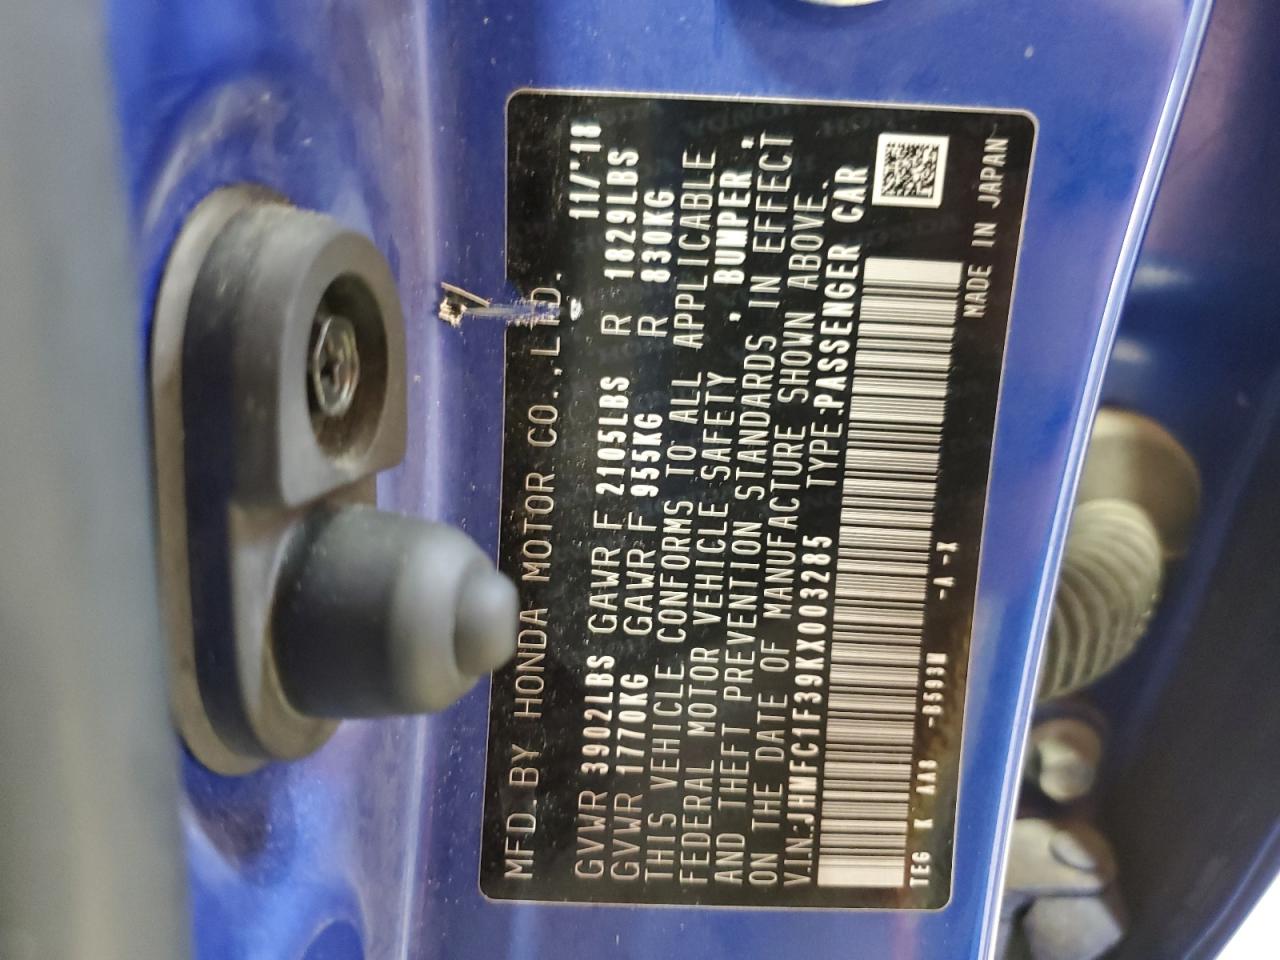 MFD. BY HONDA MOTOR CO.,LTD. 11/'18
GVWR 3902LBS GAWR F 2105LBS R 1829LBS
GVWR 1770KG GAWR F 955KG R 830KG
THIS VEHICLE CONFORMS TO ALL APPLICABLE
FEDERAL MOTOR VEHICLE SAFETY , BUMPER ,
AND THEFT PREVENTION STANDARDS IN EFFECT
ON THE DATE OF MANUFACTURE SHOWN ABOVE.
V.I.N:JHMFC1F39KX003285 TYPE:PASSENGER CAR
TEG K AAB -B593M -A -X MADE IN JAPAN